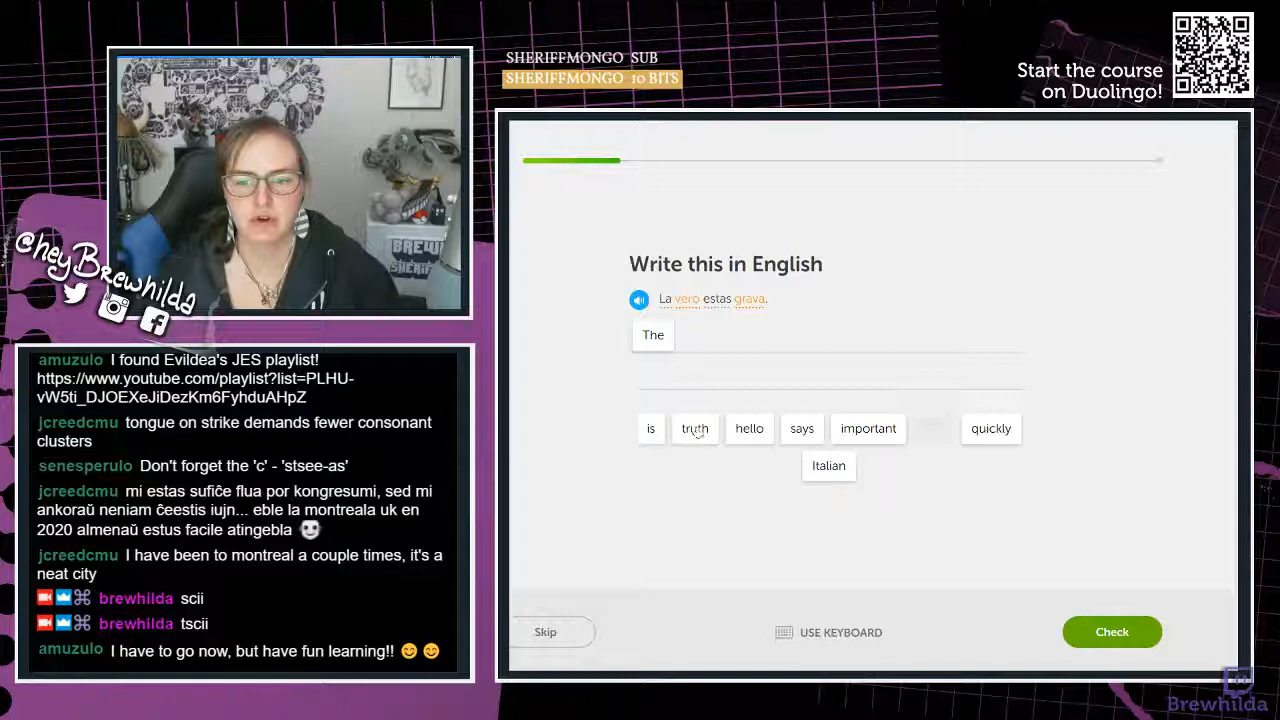 SHERIFFMONGO SUB
SHERIFFMONGO 10 BITS
Start the course
on Duolingo!
@heyBrewhilda
BREW
SHERIF
Write this in English
La vero estas grava.
The
is truth hello says important quickly
Italian
Skip
USE KEYBOARD
Check
amuzulo I found Evildea's JES playlist!
https://www.youtube.com/playlist?list=PLHU-
vW5ti_DJOEXeJiDezKm6FyhduAHpZ
jcreedcmu tongue on strike demands fewer consonant
clusters
senesperulo Don't forget the 'c' - 'stsee-as'
jcreedcmu mi estas sufiĉe flua por kongresumi, sed mi
ankoraŭ neniam ĉeestis iujn... eble la montreala uk en
2020 almenaŭ estus facile atingebla
jcreedcmu I have been to montreal a couple times, it's a
neat city
brewhilda scii
brewhilda tscii
amuzulo I have to go now, but have fun learning!!
Brewhilda